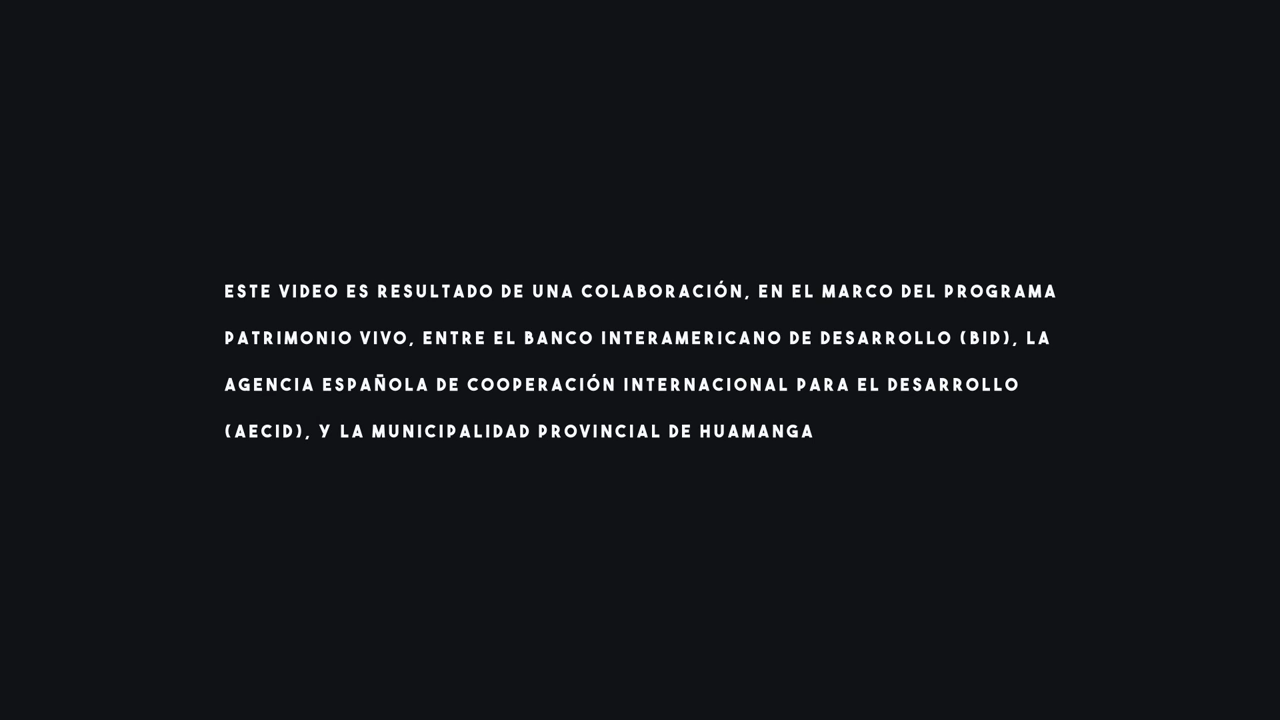 ESTE VIDEO ES RESULTADO DE UNA COLABORACIÓN, EN EL MARCO DEL PROGRAMA
PATRIMONIO VIVO, ENTRE EL BANCO INTERAMERICANO DE DESARROLLO (BID), LA
AGENCIA ESPAÑOLA DE COOPERACIÓN INTERNACIONAL PARA EL DESARROLLO
(AECID), Y LA MUNICIPALIDAD PROVINCIAL DE HUAMANGA